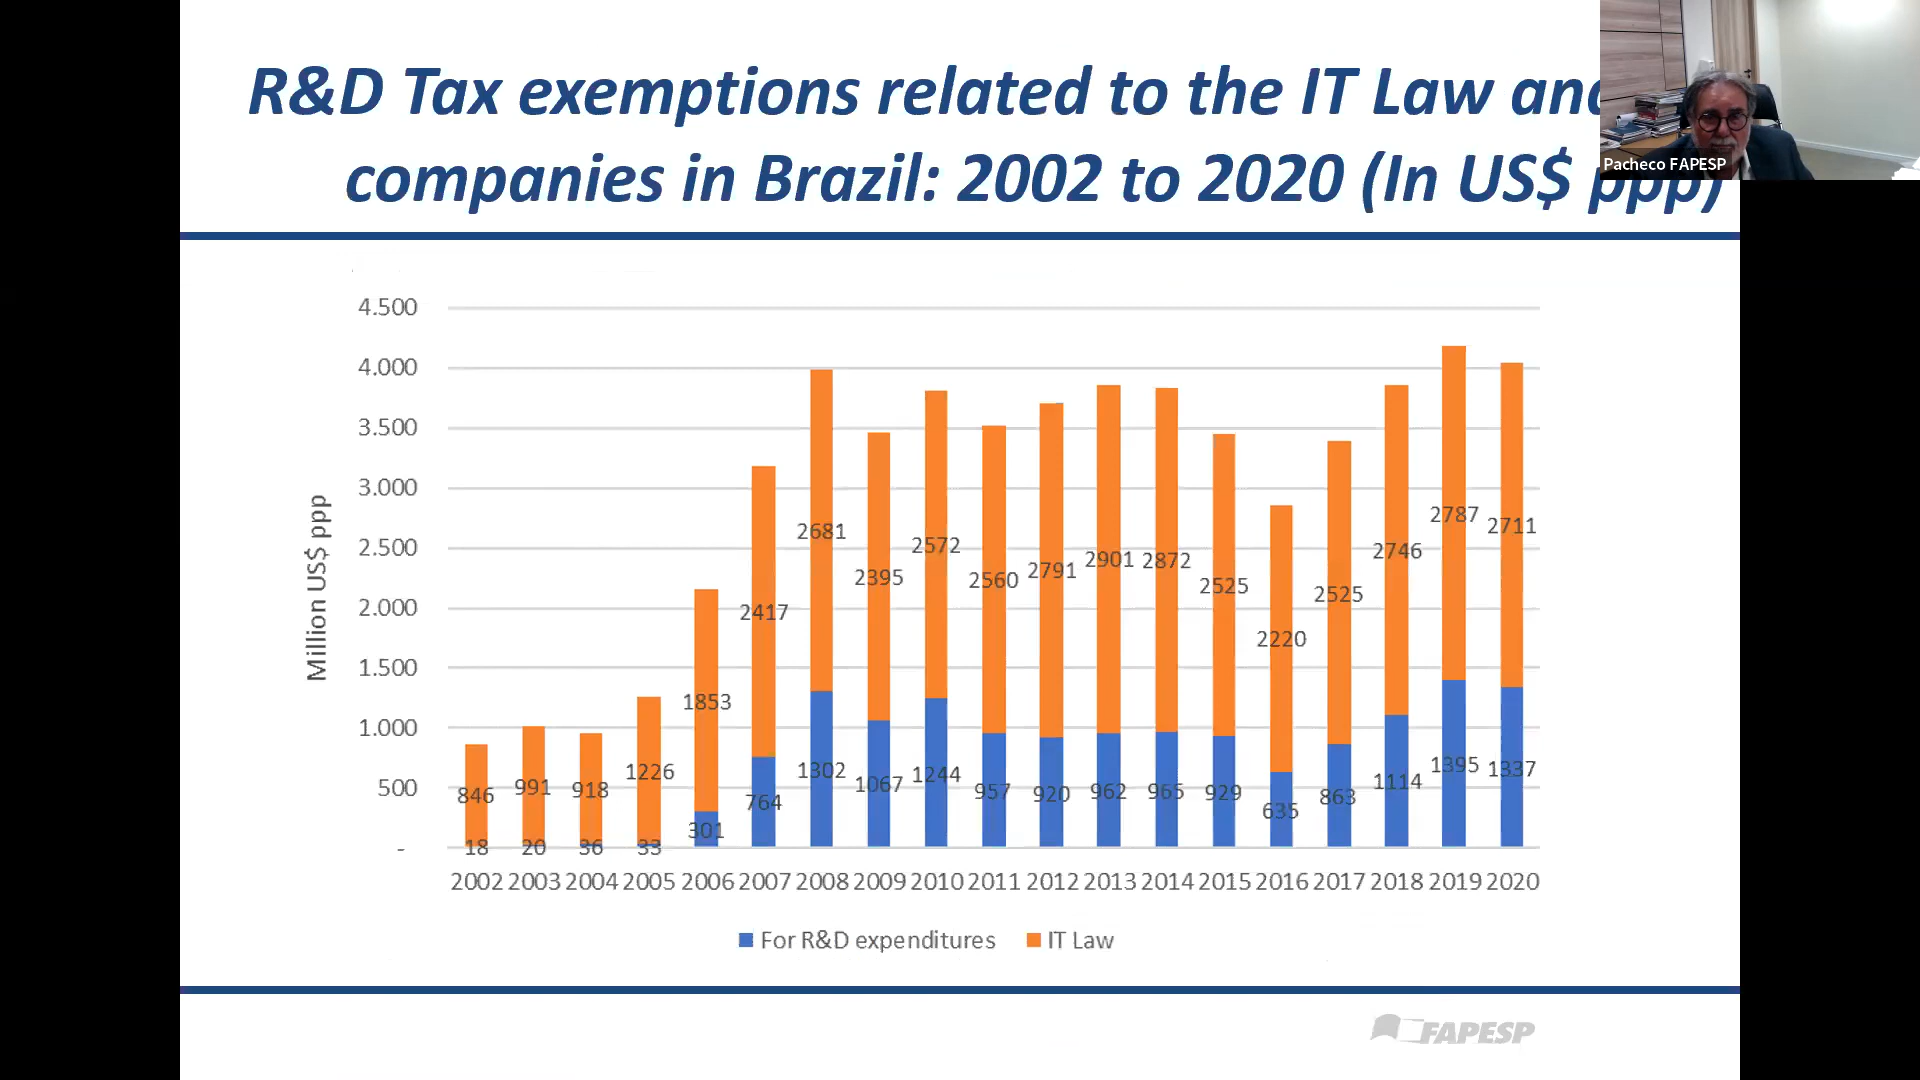 R&D Tax exemptions related to the IT Law and
companies in Brazil: 2002 to 2020 (In US$ ppp)
Pacheco FAPESP
Million US$ ppp
4.500
4.000
3.500
3.000
2.500
2.000
1.500
1.000
500
-
846 991 918 1226 1853 2417 2681 2395 2572 2560 2791 2901 2872 2525 2220 2525 2746 2787 2711
18 20 36 33 301 764 1302 1067 1244 957 920 962 965 929 635 863 1114 1395 1337
2002 2003 2004 2005 2006 2007 2008 2009 2010 2011 2012 2013 2014 2015 2016 2017 2018 2019 2020
For R&D expenditures IT Law
FAPESP